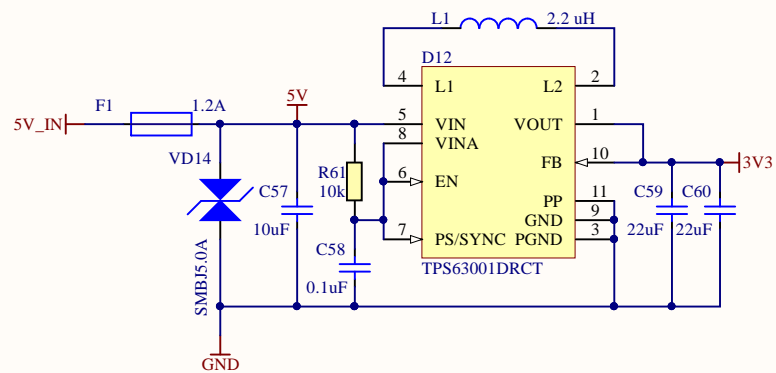 L1 2.2 uH
D12
4 L1 L2 2
F1 1.2A 5V
5V_IN 5 VIN VOUT 1
8 VINA
VD14 FB 10 3V3
R61 6 EN
10k PP 11
C57 C59 C60
GND 9
10uF 7 PS/SYNC PGND 3 22uF 22uF
C58
TPS63001DRCT
0.1uF
SMBJ5.0A
GND